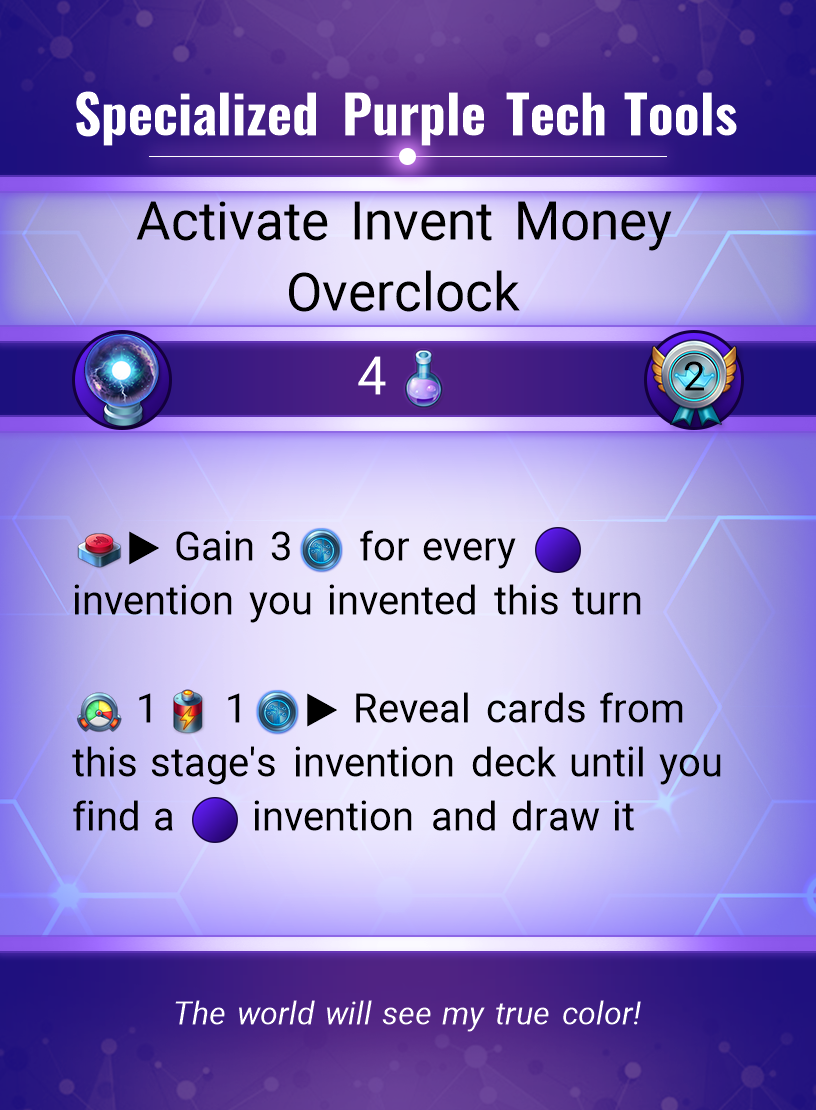 Specialized Purple Tech Tools
Activate Invent Money
Overclock
4
2
▶ Gain 3 for every
invention you invented this turn
1 1 ▶ Reveal cards from
this stage's invention deck until you
find a invention and draw it
The world will see my true color!